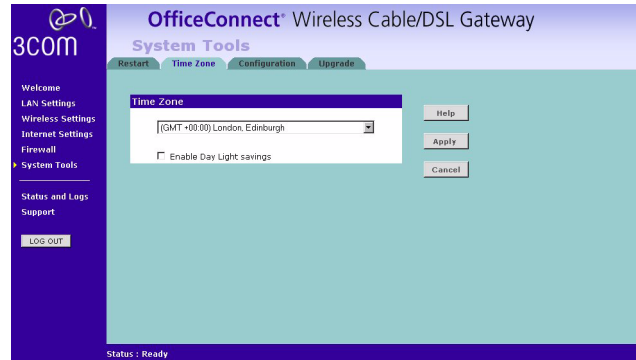 3COM
OfficeConnect® Wireless Cable/DSL Gateway
System Tools
Restart
Time Zone
Configuration
Upgrade
Welcome
LAN Settings
Wireless Settings
Internet Settings
Firewall
System Tools
Status and Logs
Support
LOG OUT
Time Zone
(GMT +00:00) London, Edinburgh
Enable Day Light savings
Help
Apply
Cancel
Status : Ready